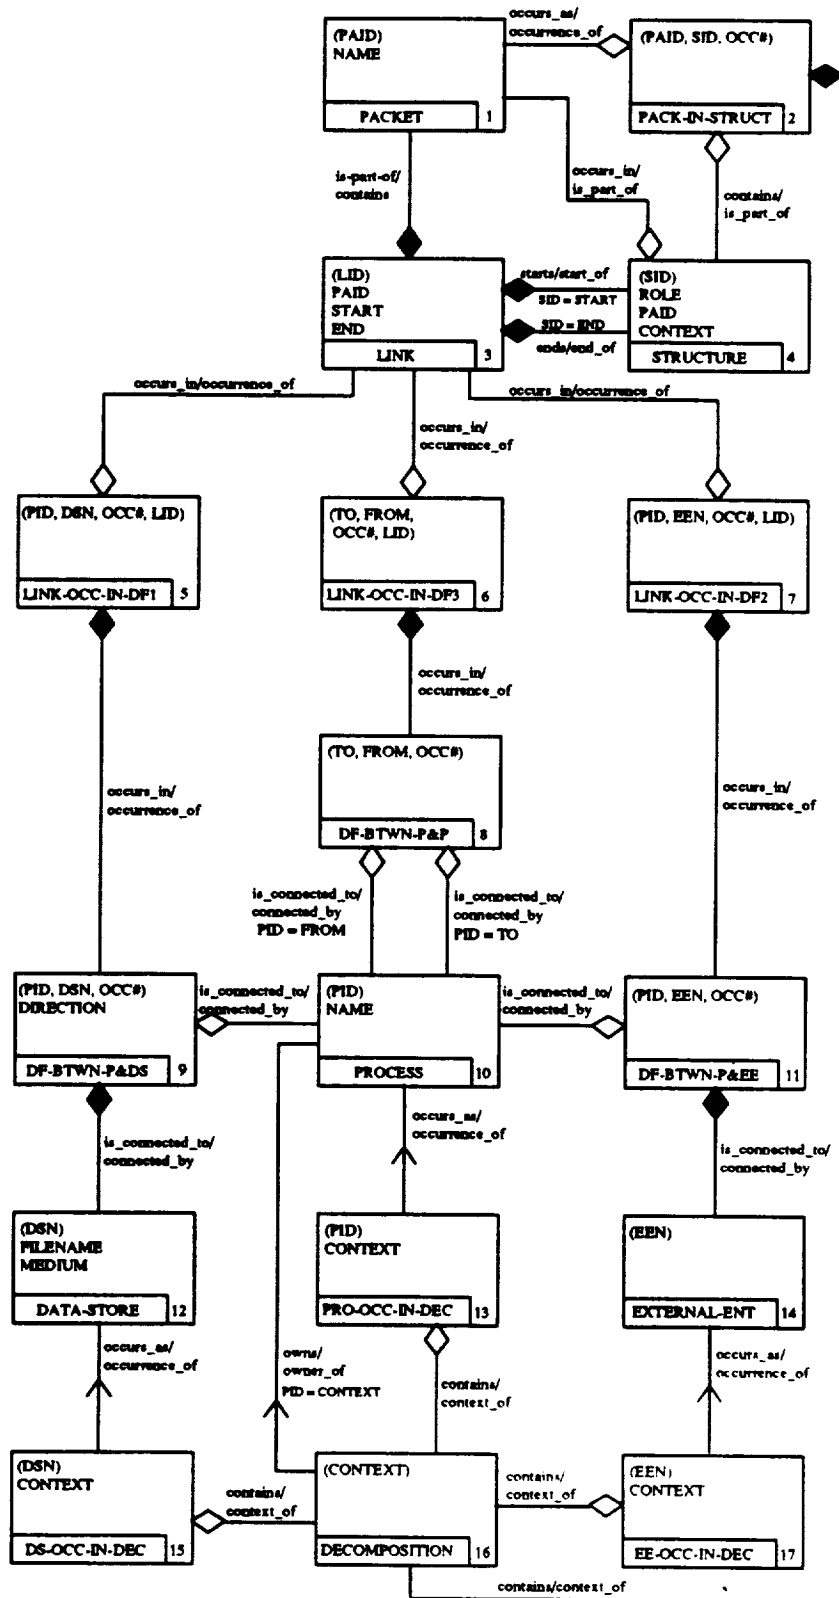 occurs_as/
occurrence_of
(PAID)
NAME
PACKET
1
(PAID, SID, OCC#)
PACK-IN-STRUCT
2
is-part-of/
contains
occurs_in/
is_part_of
contains/
is_part_of
(LID)
PAID
START
END
LINK
3
starts/start_of
SID = START
SID = END
ends/end_of
(SID)
ROLE
PAID
CONTEXT
STRUCTURE
4
occurs_in/occurrence_of
occurs_in/
occurrence_of
occurs_in/occurrence_of
(PID, DSN, OCC#, LID)
LINK-OCC-IN-DF1
5
(TO, FROM,
OCC#, LID)
LINK-OCC-IN-DF3
6
(PID, EEN, OCC#, LID)
LINK-OCC-IN-DF2
7
occurs_in/
occurrence_of
occurs_in/
occurrence_of
occurs_in/
occurrence_of
(TO, FROM, OCC#)
DF-BTWN-P&P
8
is_connected_to/
connected_by
PID = FROM
is_connected_to/
connected_by
PID = TO
(PID, DSN, OCC#)
DIRECTION
DF-BTWN-P&DS
9
is_connected_to/
connected_by
(PID)
NAME
PROCESS
10
is_connected_to/
connected_by
(PID, EEN, OCC#)
DF-BTWN-P&EE
11
is_connected_to/
connected_by
occurs_as/
occurrence_of
is_connected_to/
connected_by
(DSN)
FILENAME
MEDIUM
DATA-STORE
12
(PID)
CONTEXT
PRO-OCC-IN-DEC
13
(EEN)
EXTERNAL-ENT
14
occurs_as/
occurrence_of
owns/
owner_of
PID = CONTEXT
contains/
context_of
occurs_as/
occurrence_of
(DSN)
CONTEXT
DS-OCC-IN-DEC
15
contains/
context_of
(CONTEXT)
DECOMPOSITION
16
contains/
context_of
(EEN)
CONTEXT
EE-OCC-IN-DEC
17
contains/context_of